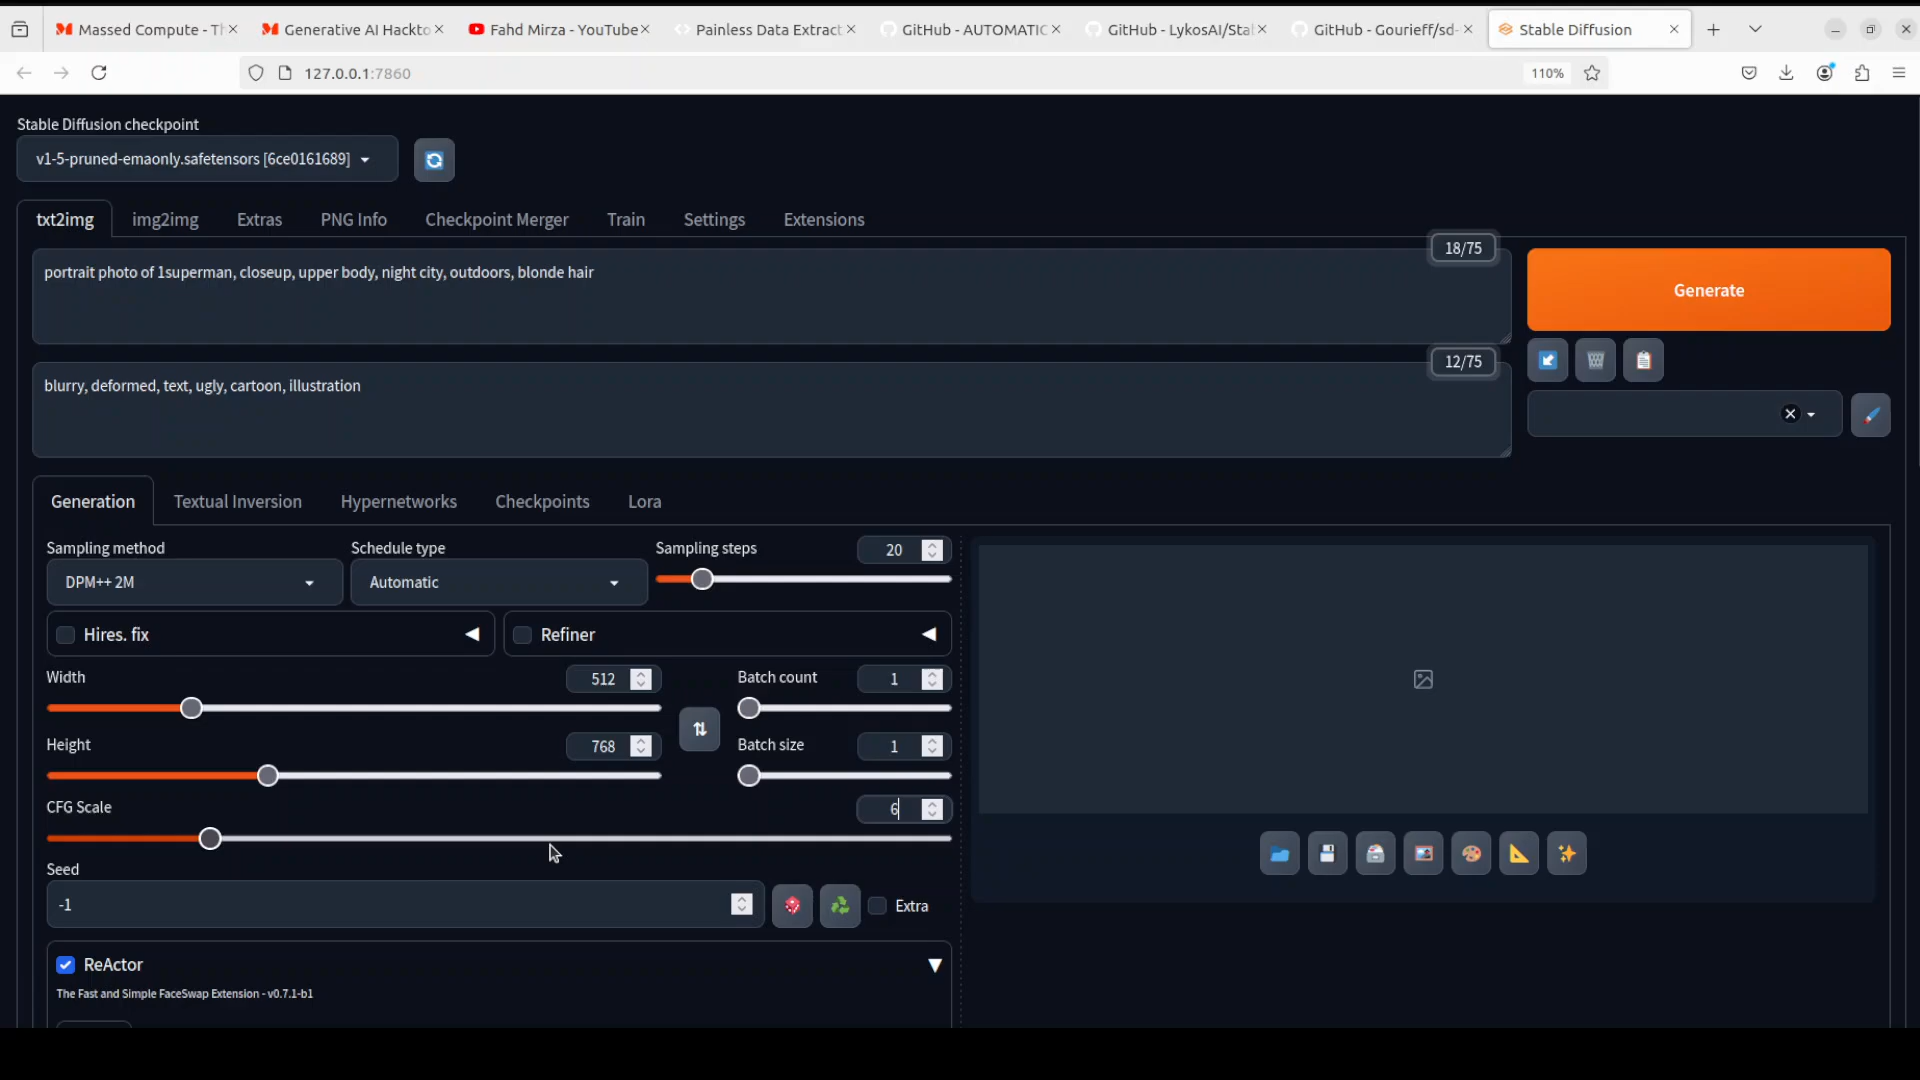 Massed Compute - Th
Generative AI Hackto
Fahd Mirza - YouTube
Painless Data Extract
GitHub - AUTOMATIC
GitHub - LykosAI/Stal
GitHub - Gourieff/sd-
Stable Diffusion
127.0.0.1:7860
110%
Stable Diffusion checkpoint
v1-5-pruned-emaonly.safetensors [6ce0161689]
txt2img img2img Extras PNG Info Checkpoint Merger Train Settings Extensions
18/75
portrait photo of 1superman, closeup, upper body, night city, outdoors, blonde hair
Generate
12/75
blurry, deformed, text, ugly, cartoon, illustration
Generation Textual Inversion Hypernetworks Checkpoints Lora
Sampling method Schedule type Sampling steps 20
DPM++ 2M Automatic
Hires. fix Refiner
Width 512 Batch count 1
Height 768 Batch size 1
CFG Scale 6
Seed
-1
Extra
ReActor
The Fast and Simple FaceSwap Extension - v0.7.1-b1